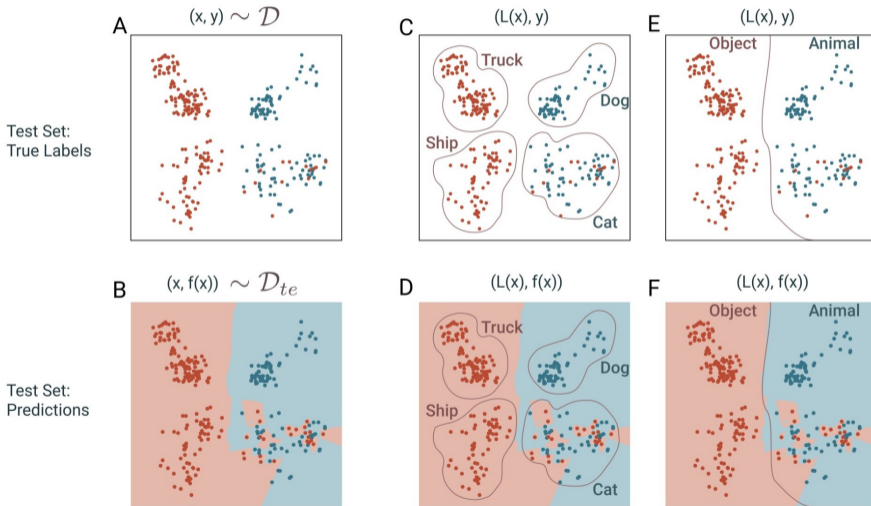 (x, y) ∼ 𝒟
(L(x), y)
(L(x), y)
A
C
E
Test Set:
True Labels
Truck
Dog
Ship
Cat
Object
Animal
(x, f(x)) ∼ 𝒟te
(L(x), f(x))
(L(x), f(x))
B
D
F
Test Set:
Predictions
Truck
Dog
Ship
Cat
Object
Animal